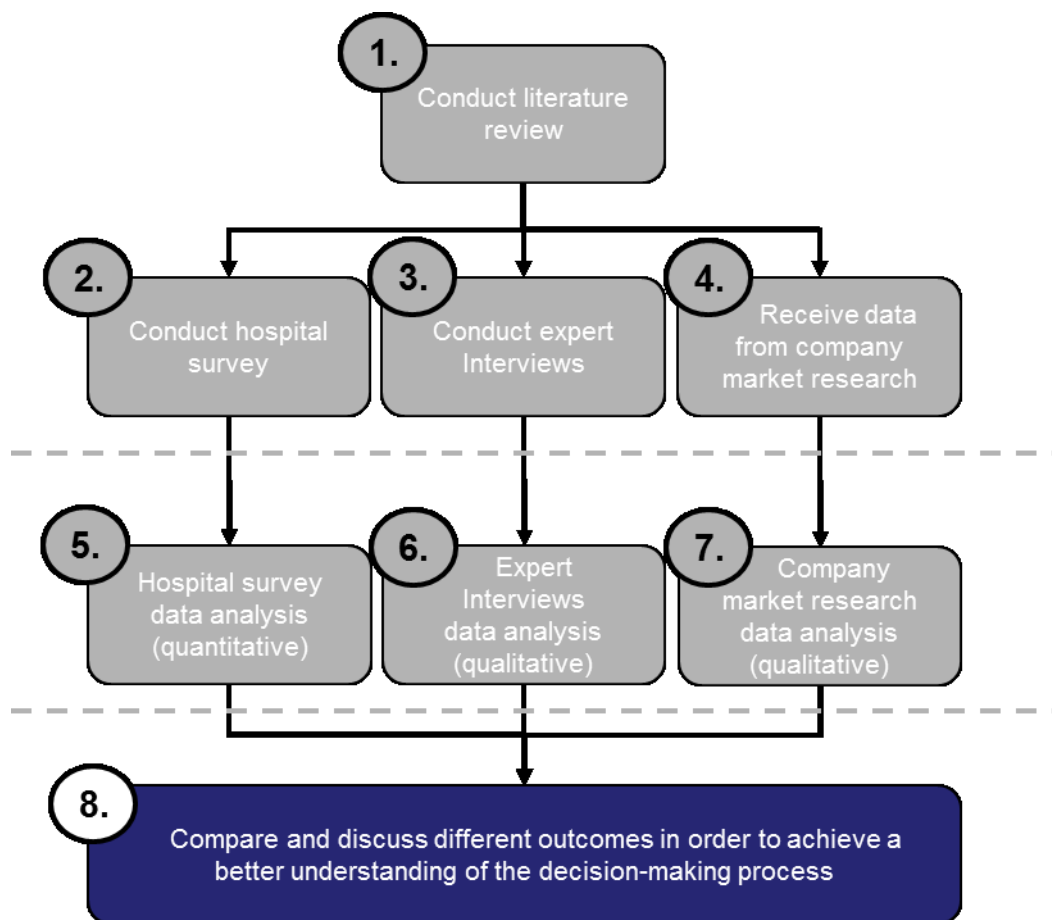 1.
Conduct literature
review
2.
Conduct hospital
survey
3.
Conduct expert
Interviews
4.
Receive data
from company
market research
5.
Hospital survey
data analysis
(quantitative)
6.
Expert
Interviews
data analysis
(qualitative)
7.
Company
market research
data analysis
(qualitative)
8.
Compare and discuss different outcomes in order to achieve a
better understanding of the decision-making process